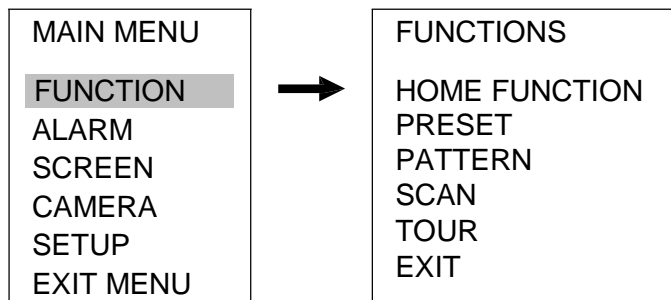 MAIN MENU
FUNCTION
ALARM
SCREEN
CAMERA
SETUP
EXIT MENU
FUNCTIONS
HOME FUNCTION
PRESET
PATTERN
SCAN
TOUR
EXIT